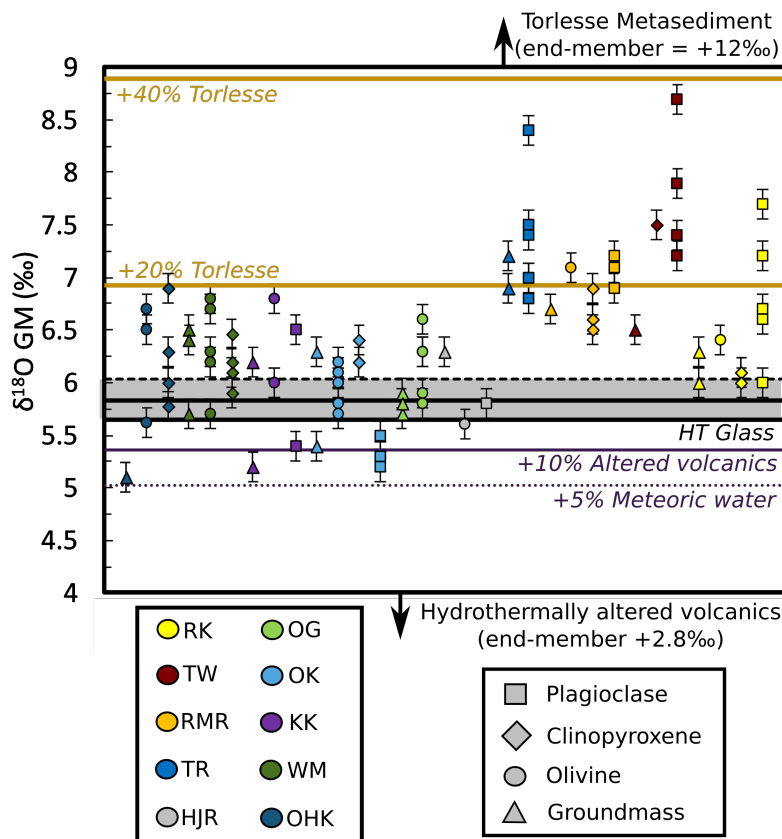 Torlesse Metasediment
(end-member = +12‰)
9
+40% Torlesse
8.5
8
7.5
+20% Torlesse
7
6.5
6
5.5
HT Glass
+10% Altered volcanics
5
+5% Meteoric water
4.5
4
δ18O GM (‰)
Hydrothermally altered volcanics
(end-member +2.8‰)
RK
OG
TW
OK
RMR
KK
TR
WM
HJR
OHK
Plagioclase
Clinopyroxene
Olivine
Groundmass